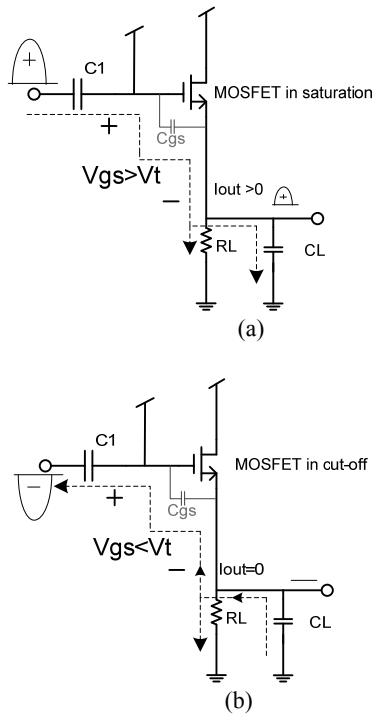 +
C1
MOSFET in saturation
Cgs
+
Vgs>Vt
−
Iout >0
+
RL
CL
(a)
C1
MOSFET in cut-off
−
+
Cgs
Vgs<Vt
−
Iout=0
RL
CL
(b)